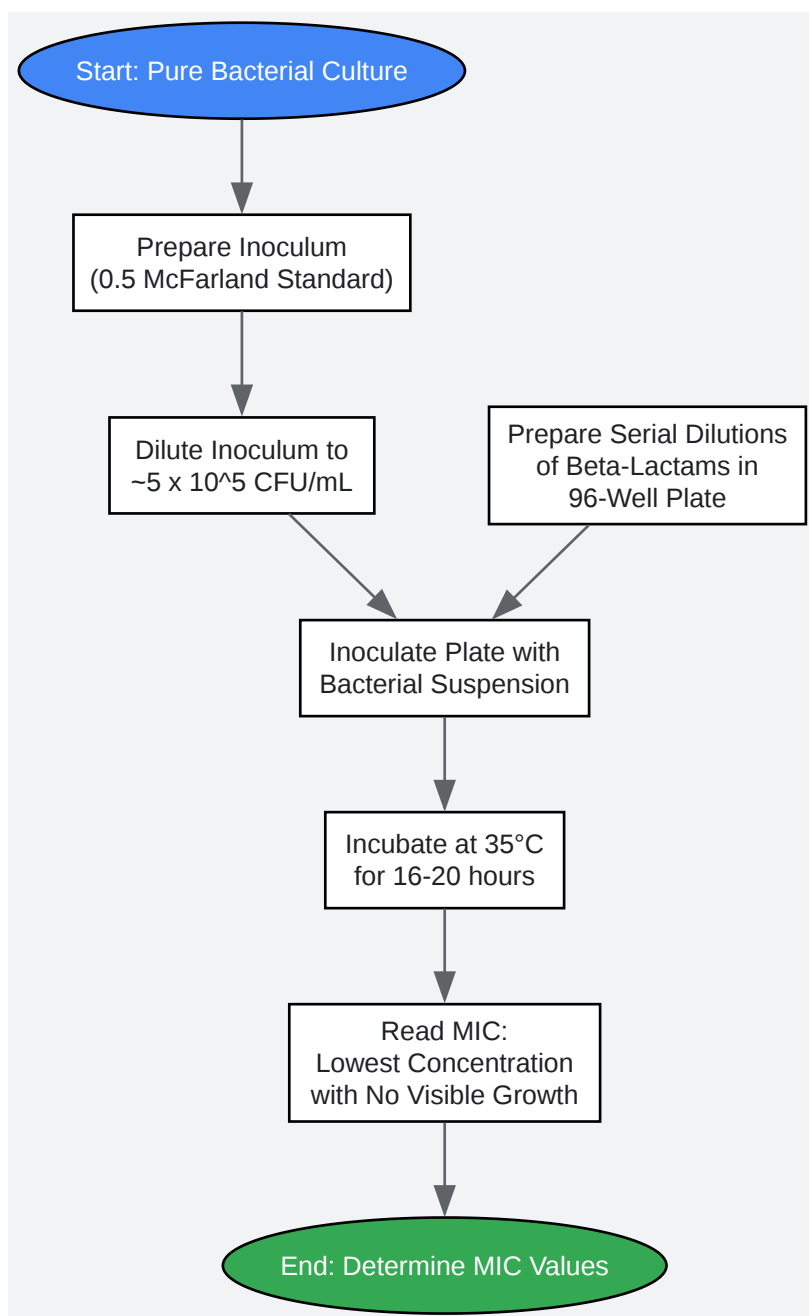 Start: Pure Bacterial Culture
Prepare Inoculum
(0.5 McFarland Standard)
Dilute Inoculum to
~5 x 10^5 CFU/mL
Prepare Serial Dilutions
of Beta-Lactams in
96-Well Plate
Inoculate Plate with
Bacterial Suspension
Incubate at 35°C
for 16-20 hours
Read MIC:
Lowest Concentration
with No Visible Growth
End: Determine MIC Values